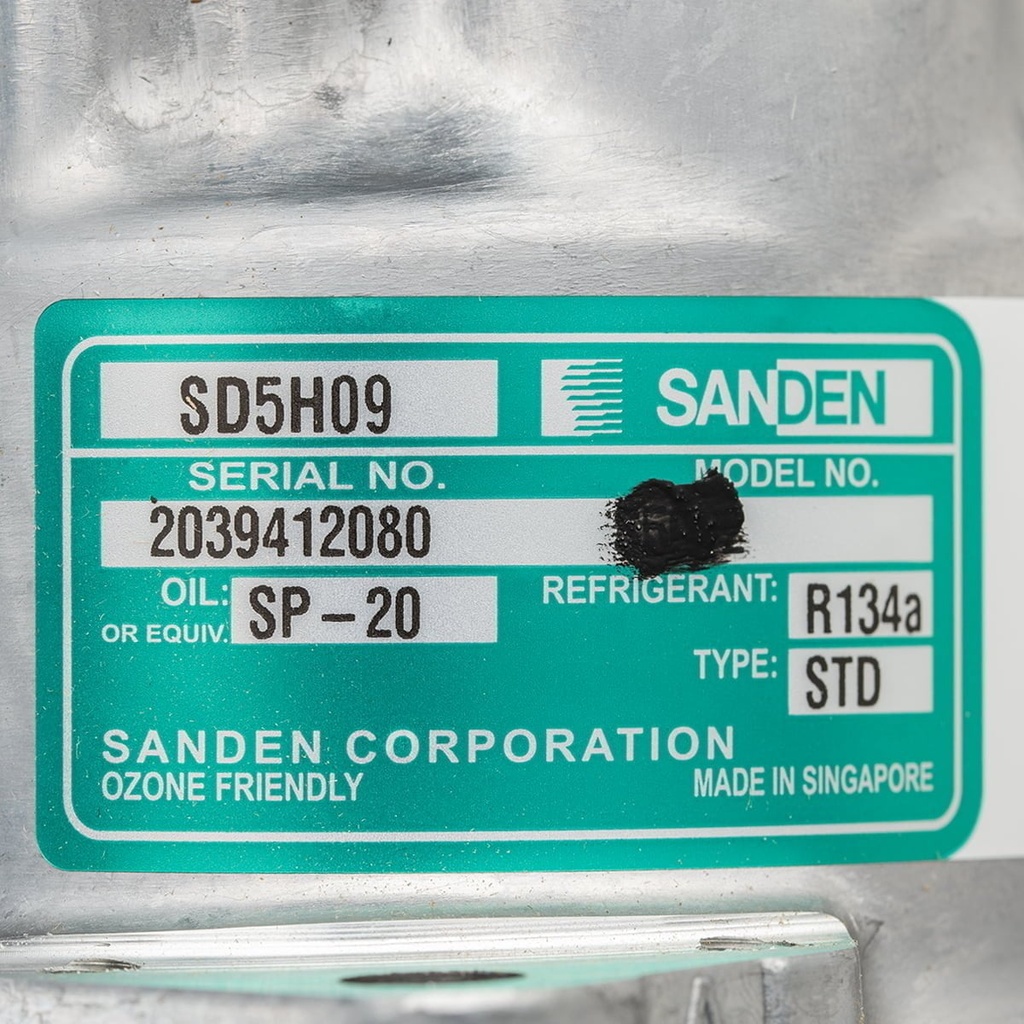 SD5H09 SANDEN
SERIAL NO. MODEL NO.
2039412080
OIL: SP-20 REFRIGERANT: R134a
OR EQUIV.
TYPE: STD
SANDEN CORPORATION
OZONE FRIENDLY MADE IN SINGAPORE